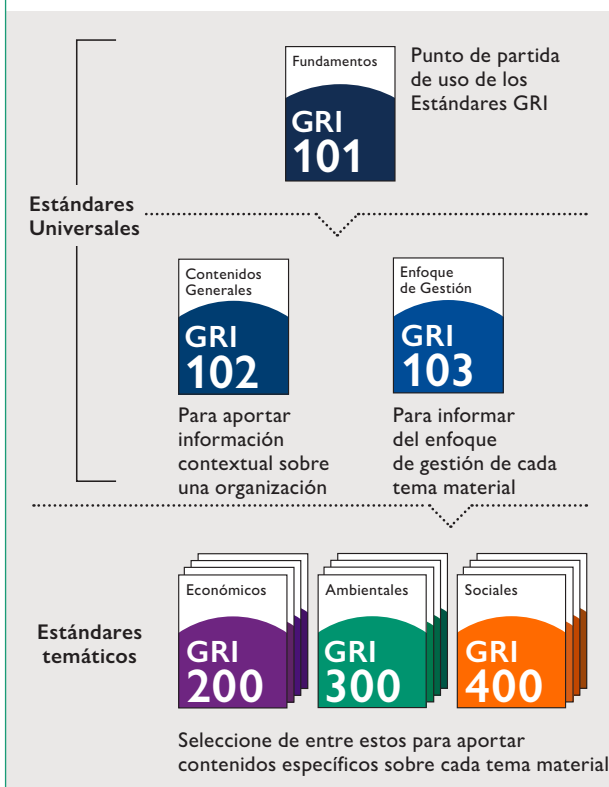 Fundamentos
GRI
101
Punto de partida
de uso de los
Estándares GRI
Estándares
Universales
Contenidos
Generales
GRI
102
Para aportar
información
contextual sobre
una organización
Enfoque
de Gestión
GRI
103
Para informar
del enfoque
de gestión de cada
tema material
Estándares
temáticos
Económicos
GRI
200
Ambientales
GRI
300
Sociales
GRI
400
Seleccione de entre estos para aportar
contenidos específicos sobre cada tema material